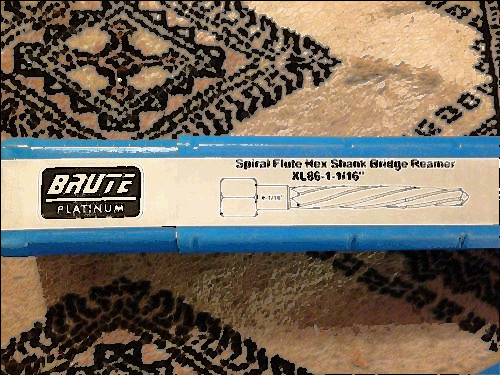 BRUTE
PLATINUM
Spiral Flute Hex Shank Bridge Reamer
XL86-1-1/16"